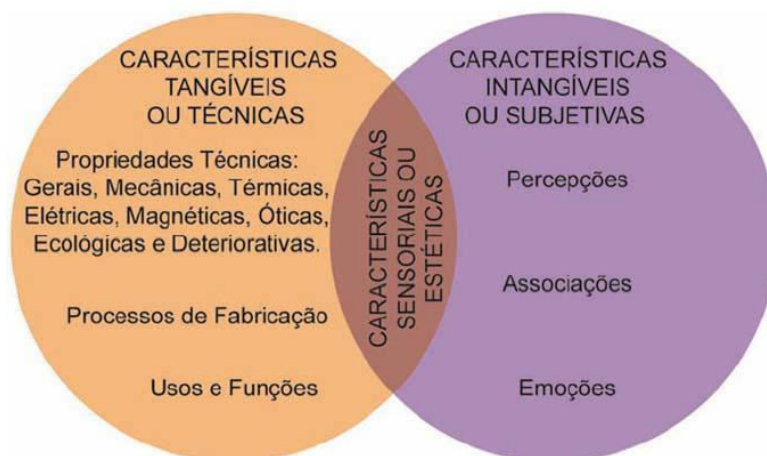 CARACTERÍSTICAS
TANGÍVEIS
OU TÉCNICAS
Propriedades Técnicas:
Gerais, Mecânicas, Térmicas,
Elétricas, Magnéticas, Óticas,
Ecológicas e Deteriorativas.
Processos de Fabricação
Usos e Funções
CARACTERÍSTICAS
SENSORIAIS OU
ESTÉTICAS
CARACTERÍSTICAS
INTANGÍVEIS
OU SUBJETIVAS
Percepções
Associações
Emoções